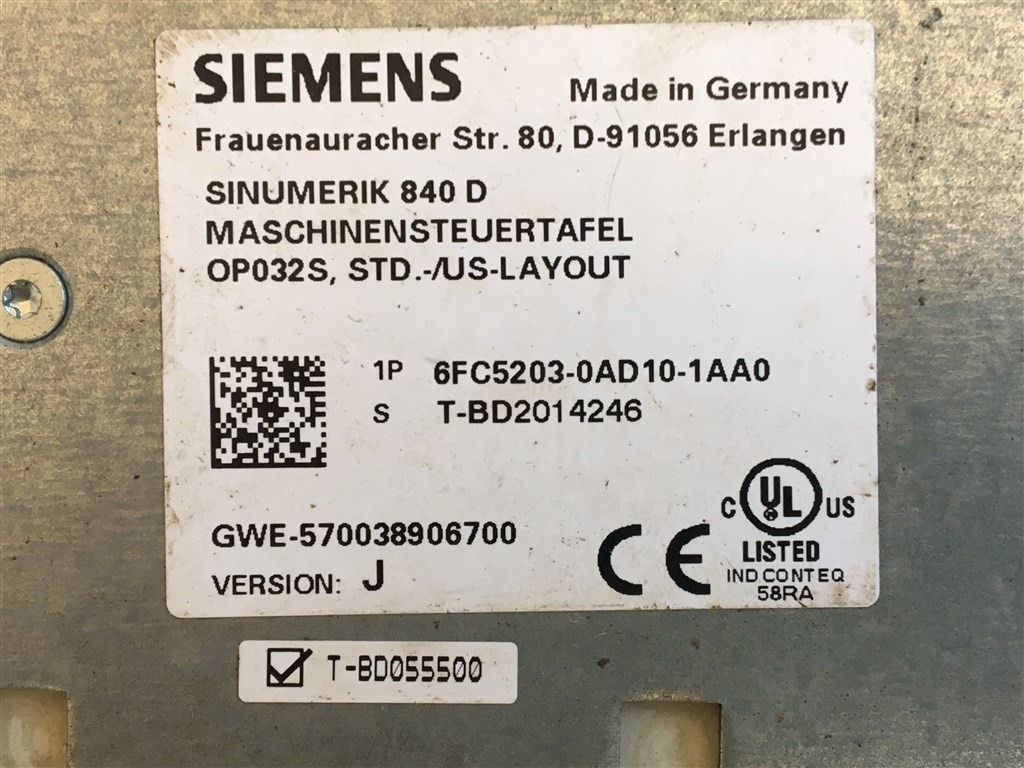 SIEMENS
Made in Germany
Frauenauracher Str. 80, D-91056 Erlangen
SINUMERIK 840 D
MASCHINENSTEUERTAFEL
OP032S, STD.-/US-LAYOUT
1P 6FC5203-0AD10-1AA0
S T-BD2014246
GWE-570038906700
VERSION: J
CE
C UL US
LISTED
IND CONT EQ
58RA
T-BD055500